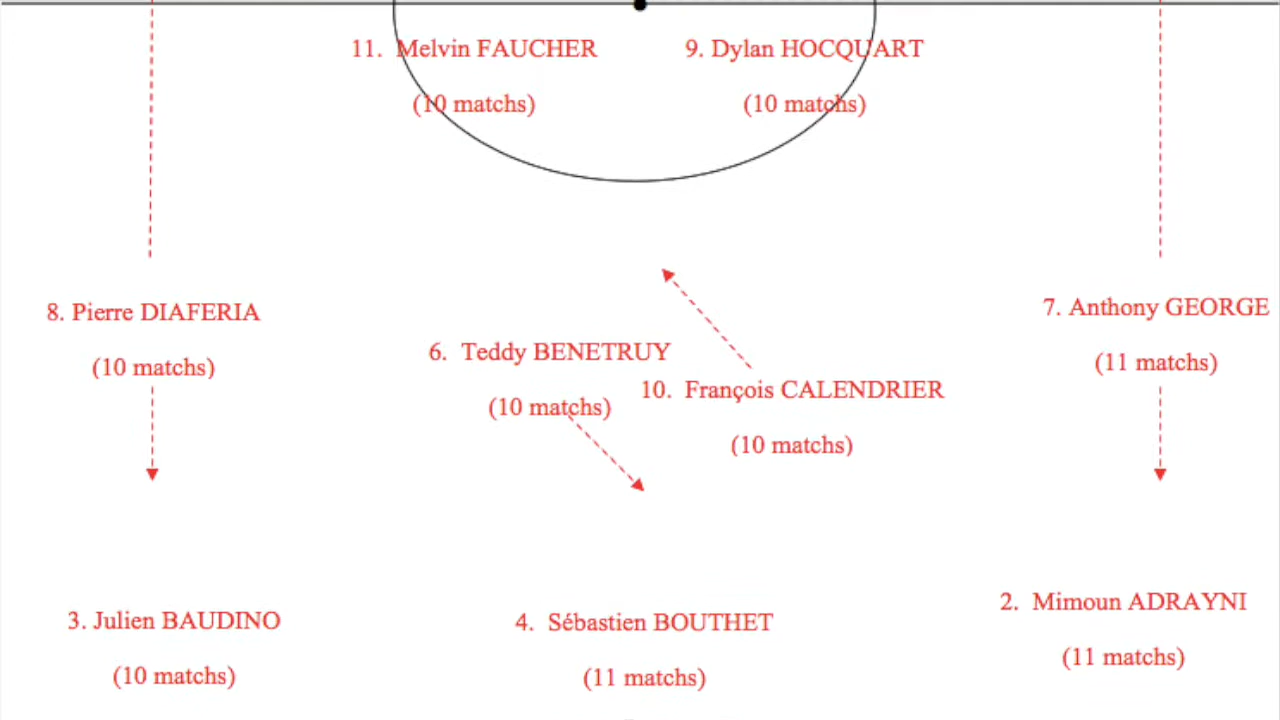 11. Melvin FAUCHER
(10 matchs)
9. Dylan HOCQUART
(10 matchs)
8. Pierre DIAFERIA
(10 matchs)
6. Teddy BENETRUY
(10 matchs)
10. François CALENDRIER
(10 matchs)
7. Anthony GEORGE
(11 matchs)
3. Julien BAUDINO
(10 matchs)
4. Sébastien BOUTHET
(11 matchs)
2. Mimoun ADRAYNI
(11 matchs)